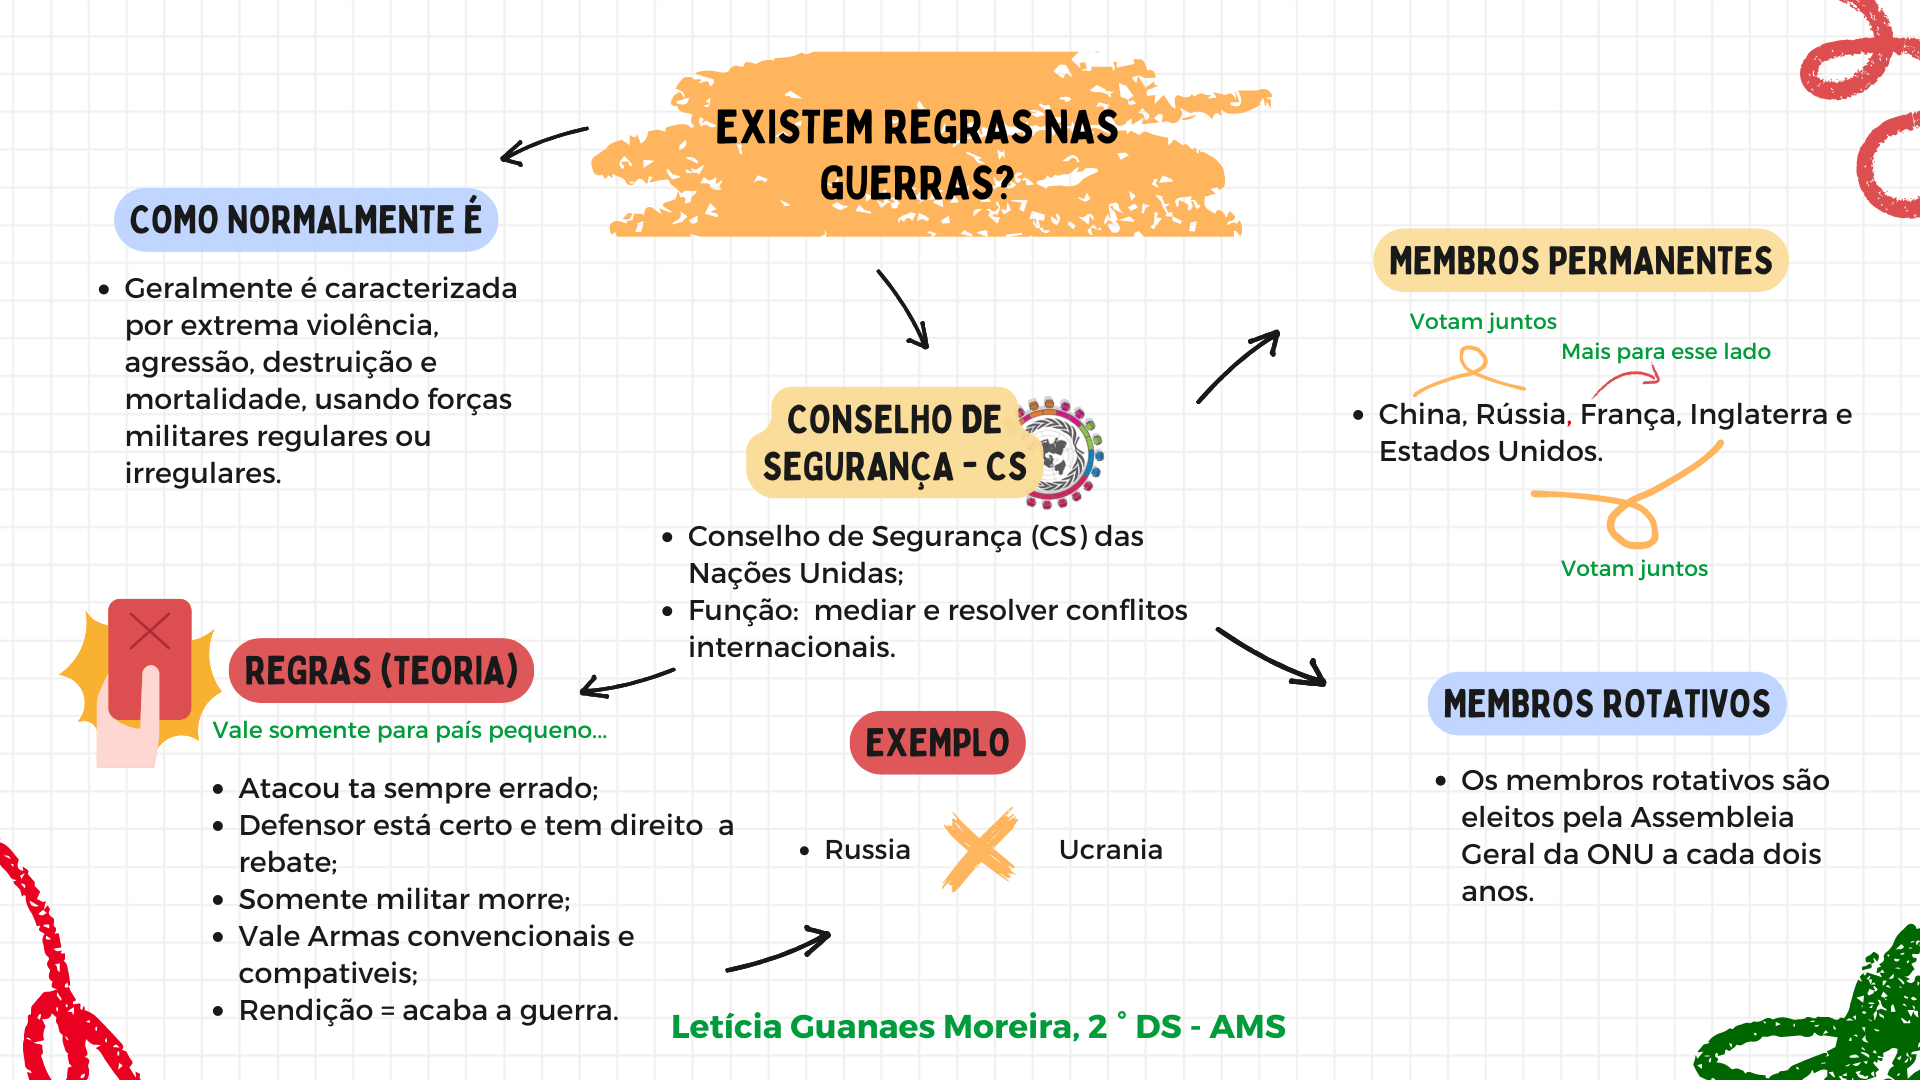 EXISTEM REGRAS NAS
GUERRAS?
COMO NORMALMENTE É
• Geralmente é caracterizada
por extrema violência,
agressão, destruição e
mortalidade, usando forças
militares regulares ou
irregulares.
CONSELHO DE
SEGURANÇA - CS
• Conselho de Segurança (CS) das
Nações Unidas;
• Função:  mediar e resolver conflitos
internacionais.
MEMBROS PERMANENTES
Votam juntos
Mais para esse lado
• China, Rússia, França, Inglaterra e
Estados Unidos.
Votam juntos
MEMBROS ROTATIVOS
• Os membros rotativos são
eleitos pela Assembleia
Geral da ONU a cada dois
anos.
REGRAS (TEORIA)
Vale somente para país pequeno...
• Atacou ta sempre errado;
• Defensor está certo e tem direito  a
rebate;
• Somente militar morre;
• Vale Armas convencionais e
compativeis;
• Rendição = acaba a guerra.
EXEMPLO
• Russia
Ucrania
Letícia Guanaes Moreira, 2 ° DS - AMS